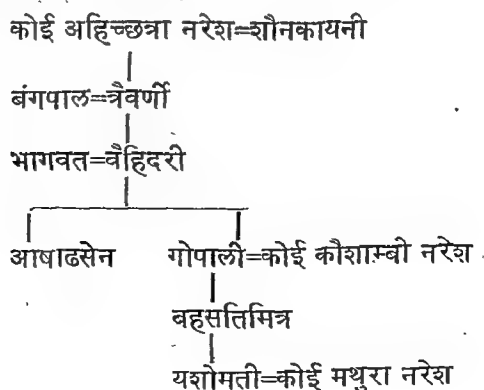 कोई अहिच्छत्रा नरेश=शौनकायनी
बंगपाल=त्रैवर्णी
भागवत=वैहिदरी
आषाढसेन गोपाली=कोई कौशाम्बो नरेश
बहसतिमित्र
यशोमती=कोई मथुरा नरेश